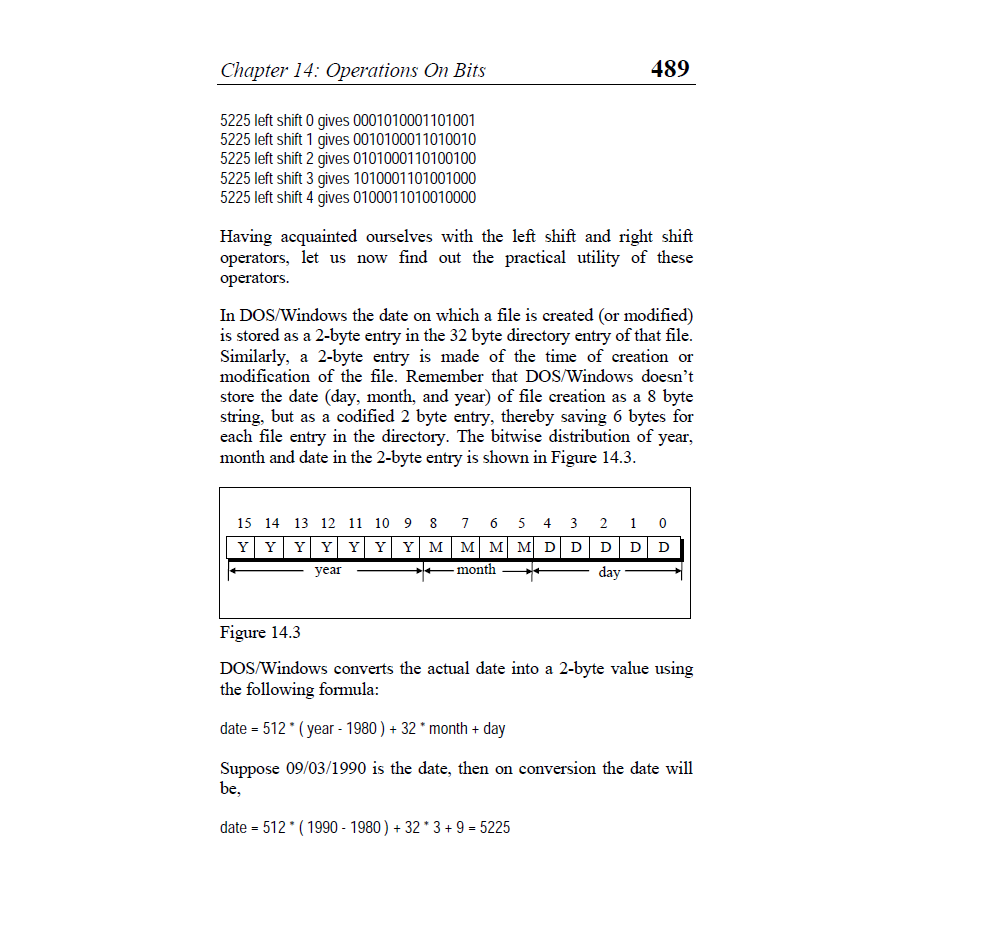 Chapter 14: Operations On Bits 489
5225 left shift 0 gives 0001010001101001
5225 left shift 1 gives 0010100011010010
5225 left shift 2 gives 0101000110100100
5225 left shift 3 gives 1010001101001000
5225 left shift 4 gives 0100011010010000
Having acquainted ourselves with the left shift and right shift
operators, let us now find out the practical utility of these
operators.
In DOS/Windows the date on which a file is created (or modified)
is stored as a 2-byte entry in the 32 byte directory entry of that file.
Similarly, a 2-byte entry is made of the time of creation or
modification of the file. Remember that DOS/Windows doesn’t
store the date (day, month, and year) of file creation as a 8 byte
string, but as a codified 2 byte entry, thereby saving 6 bytes for
each file entry in the directory. The bitwise distribution of year,
month and date in the 2-byte entry is shown in Figure 14.3.
15 14 13 12 11 10 9 8 7 6 5 4 3 2 1 0
Y Y Y Y Y Y Y M M M M D D D D D
year month day
Figure 14.3
DOS/Windows converts the actual date into a 2-byte value using
the following formula:
date = 512 * ( year - 1980 ) + 32 * month + day
Suppose 09/03/1990 is the date, then on conversion the date will
be,
date = 512 * ( 1990 - 1980 ) + 32 * 3 + 9 = 5225